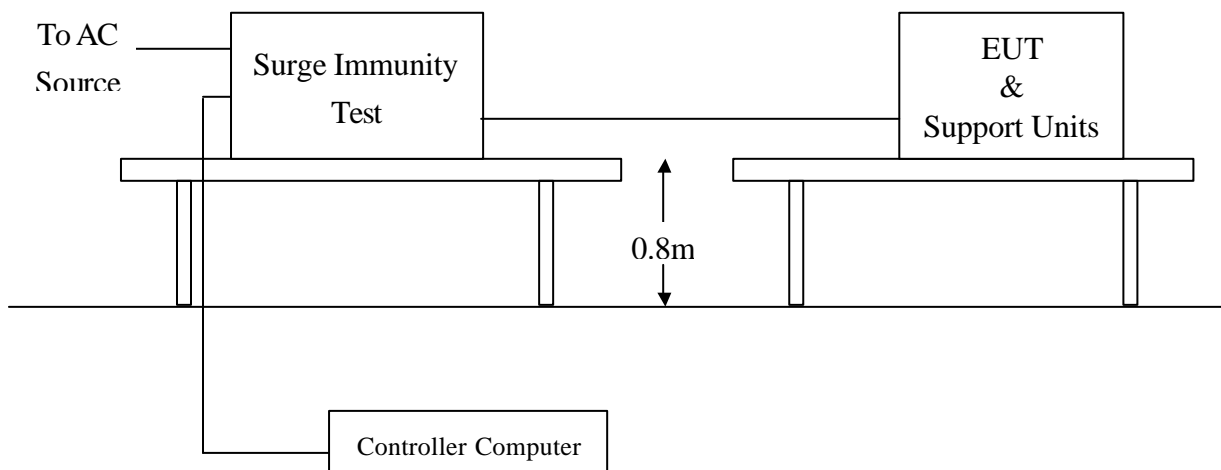 To AC
Source
Surge Immunity
Test
EUT
&
Support Units
0.8m
Controller Computer